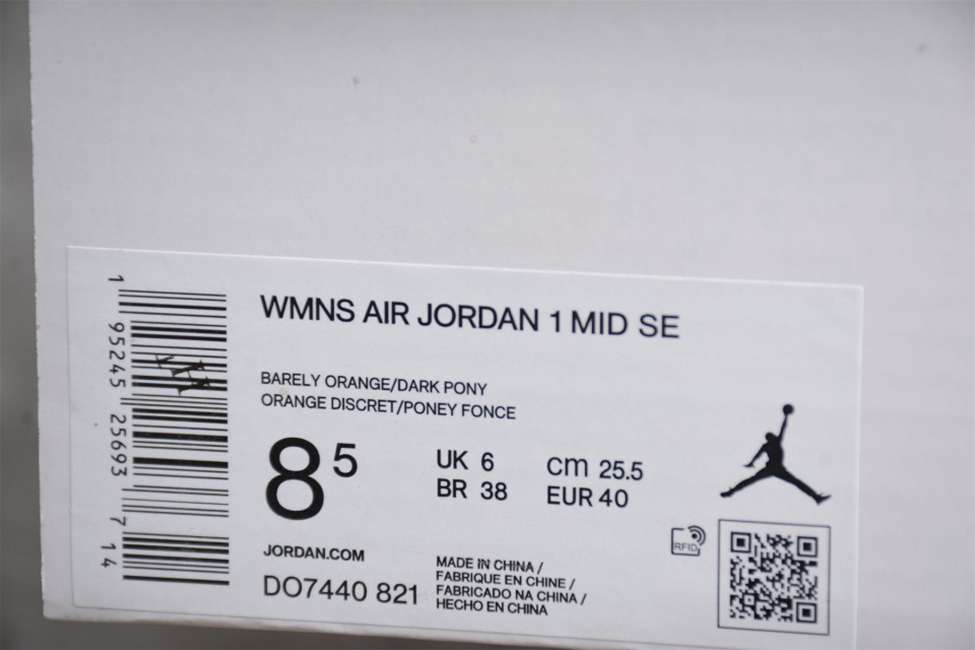 WMNS AIR JORDAN 1 MID SE
BARELY ORANGE/DARK PONY
ORANGE DISCRET/PONEY FONCE
8 5
UK 6
BR 38
cm 25.5
EUR 40
JORDAN.COM
DO7440 821
MADE IN CHINA /
FABRIQUE EN CHINE /
FABRICADO NA CHINA /
HECHO EN CHINA
RFID
1 95245 25693 7 14